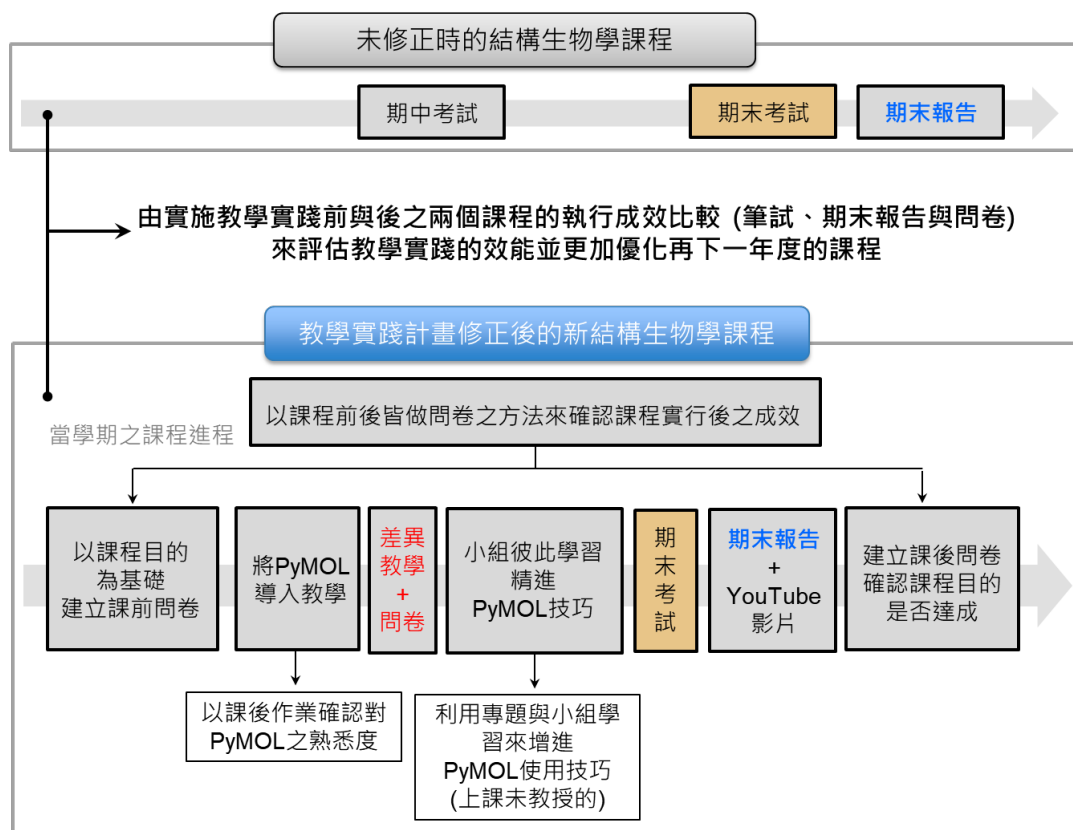 未修正時的結構生物學課程
期中考試
期末考試
期末報告
由實施教學實踐前與後之兩個課程的執行成效比較 (筆試、期末報告與問卷)
來評估教學實踐的效能並更加優化再下一年度的課程
教學實踐計畫修正後的新結構生物學課程
以課程前後皆做問卷之方法來確認課程實行後之成效
當學期之課程進程
以課程目的
為基礎
建立課前問卷
將PyMOL
導入教學
差異
教學
+
問卷
小組彼此學習
精進
PyMOL技巧
期
末
考
試
期末報告
+
YouTube
影片
建立課後問卷
確認課程目的
是否達成
以課後作業確認對
PyMOL之熟悉度
利用專題與小組學
習來增進
PyMOL使用技巧
(上課未教授的)